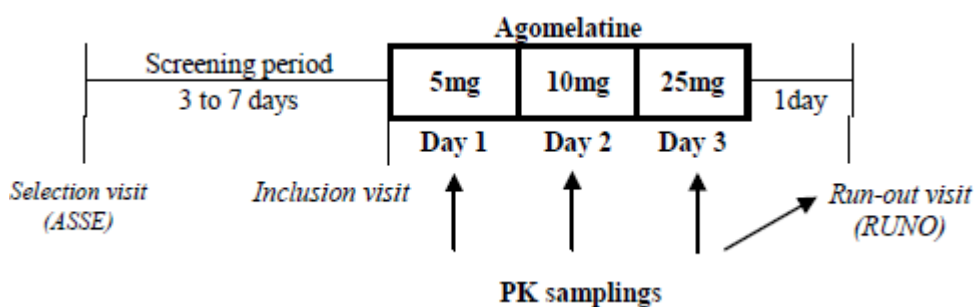 Agomelatine
Screening period
3 to 7 days
5mg
10mg
25mg
1day
Day 1
Day 2
Day 3
Selection visit
(ASSE)
Inclusion visit
Run-out visit
(RUNO)
PK samplings